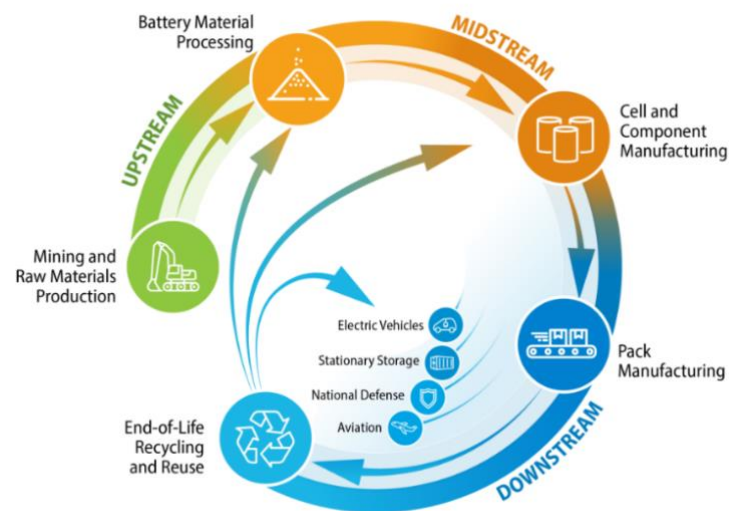 Battery Material
Processing
MIDSTREAM
UPSTREAM
Cell and
Component
Manufacturing
Mining and
Raw Materials
Production
Electric Vehicles
Stationary Storage
National Defense
Aviation
Pack
Manufacturing
End-of-Life
Recycling
and Reuse
DOWNSTREAM